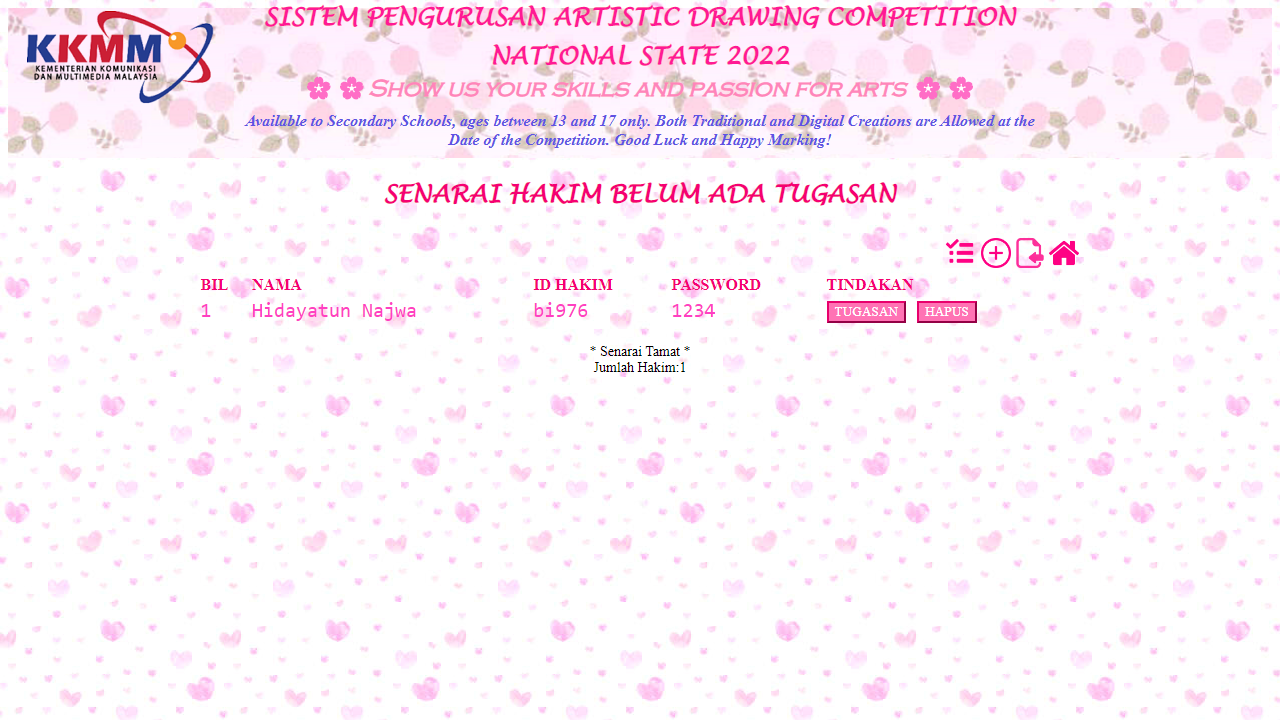 SISTEM PENGURUSAN ARTISTIC DRAWING COMPETITION
NATIONAL STATE 2022
KKMM
KEMENTERIAN KOMUNIKASI
DAN MULTIMEDIA MALAYSIA
Show us your skills and passion for arts
Available to Secondary Schools, ages between 13 and 17 only. Both Traditional and Digital Creations are Allowed at the
Date of the Competition. Good Luck and Happy Marking!
SENARAI HAKIM BELUM ADA TUGASAN
BIL NAMA ID HAKIM PASSWORD TINDAKAN
1 Hidayatun Najwa bi976 1234 TUGASAN HAPUS
* Senarai Tamat *
Jumlah Hakim:1